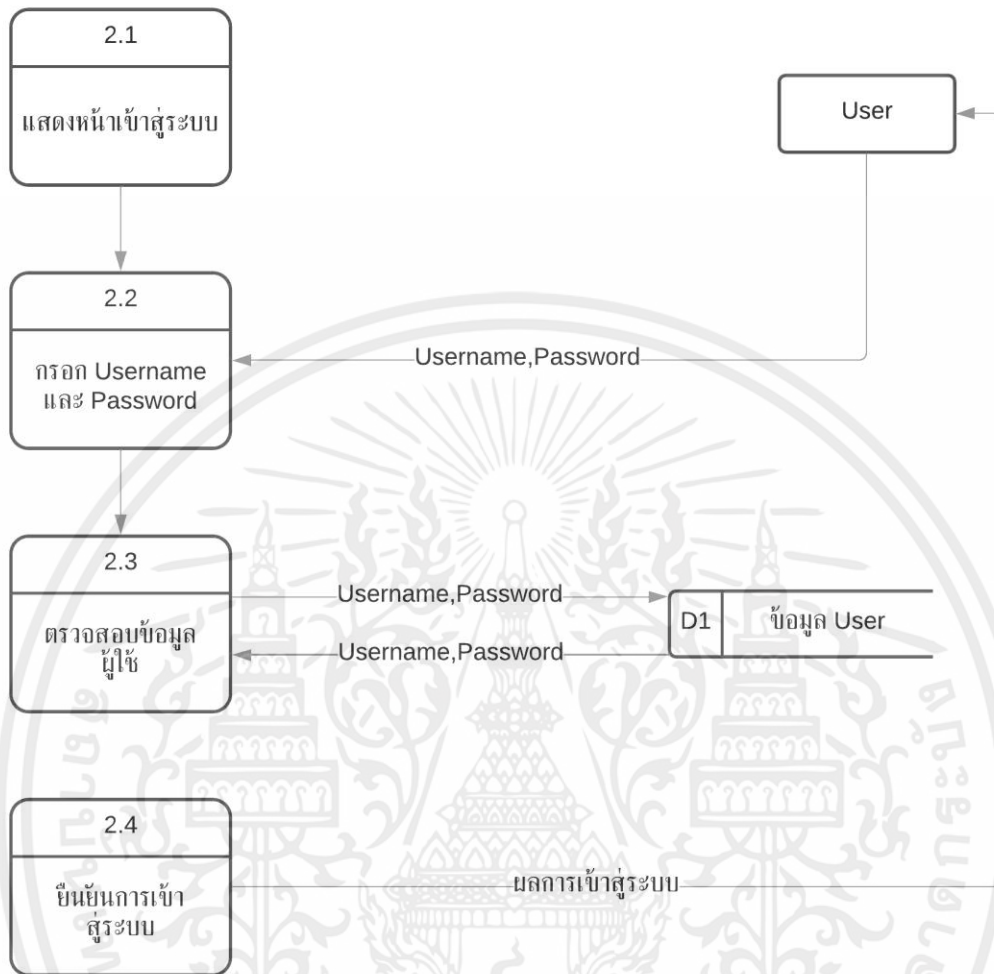 2.1
แสดงหน้าเข้าสู่ระบบ
User
2.2
กรอก Username
และ Password
Username,Password
2.3
ตรวจสอบข้อมูล
ผู้ใช้
Username,Password
Username,Password
D1
ข้อมูล User
2.4
ยืนยันการเข้า
สู่ระบบ
ผลการเข้าสู่ระบบ